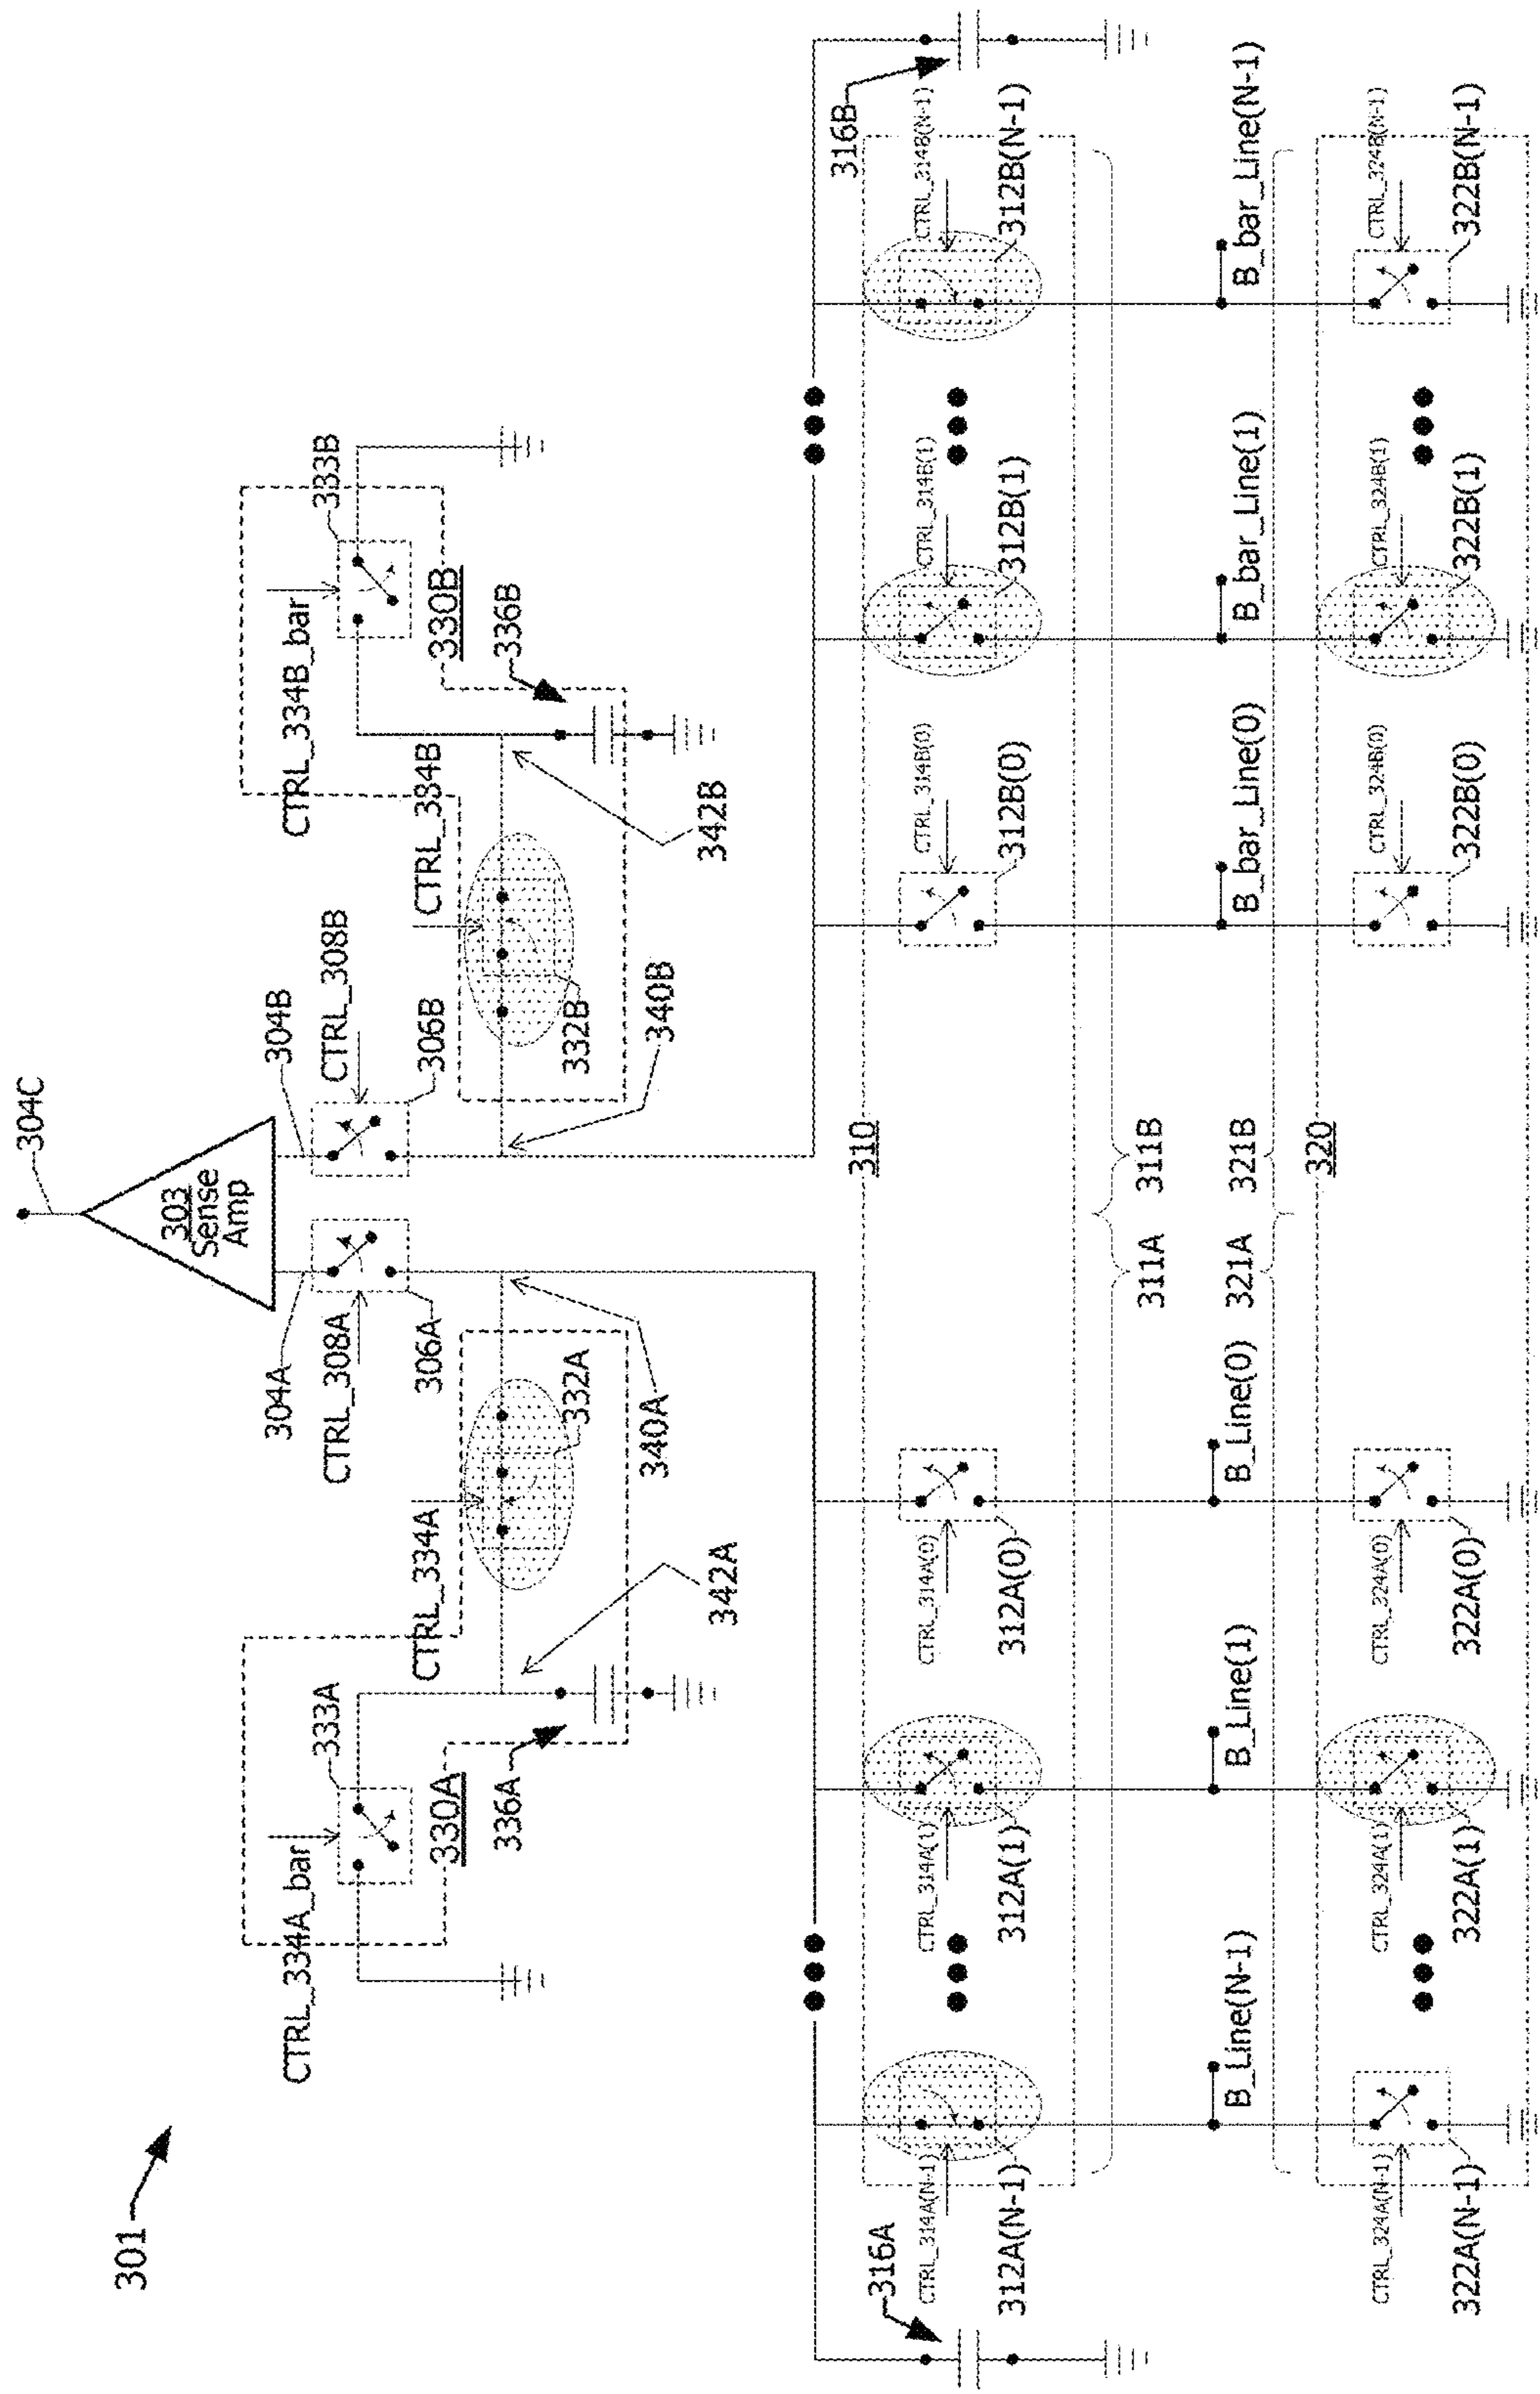 301
304C
303
Sense
Amp
304A
304B
CTRL_308A
CTRL_308B
306A
306B
CTRL_334A_bar
333A
CTRL_334B_bar
333B
330A
330B
CTRL_334A
CTRL_334B
336A
336B
332A
332B
342A
340A
340B
342B
316A
310
316B
CTRL_314A(N-1)
CTRL_314A(1)
CTRL_314A(0)
CTRL_314B(0)
CTRL_314B(1)
CTRL_314B(N-1)
312A(N-1)
312A(1)
312A(0)
312B(0)
312B(1)
312B(N-1)
311A
311B
B_Line(N-1)
B_Line(1)
B_Line(0)
321A
321B
B_bar_Line(0)
B_bar_Line(1)
B_bar_Line(N-1)
320
CTRL_324A(N-1)
CTRL_324A(1)
CTRL_324A(0)
CTRL_324B(0)
CTRL_324B(1)
CTRL_324B(N-1)
322A(N-1)
322A(1)
322A(0)
322B(0)
322B(1)
322B(N-1)